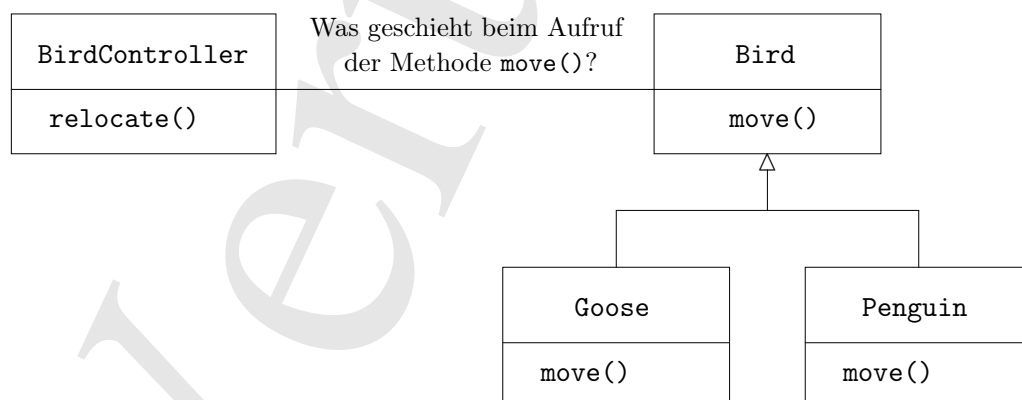 BirdController
relocate()
Was geschieht beim Aufruf
der Methode move()?
Bird
move()
Goose
move()
Penguin
move()